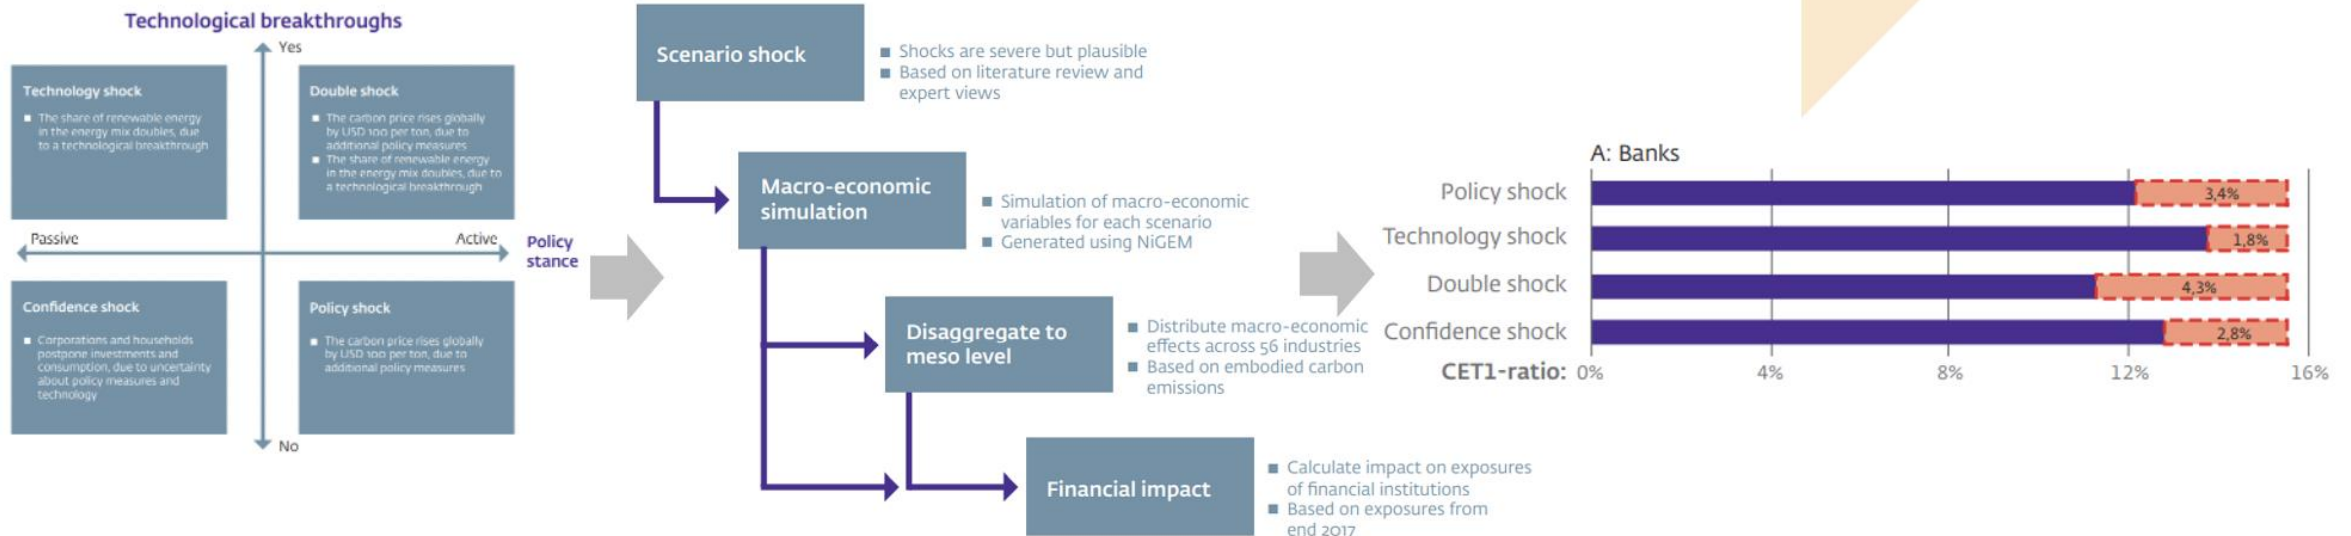 Technological breakthroughs
Yes
Technology shock
■ The share of renewable energy
in the energy mix doubles, due
to a technological breakthrough
Double shock
■ The carbon price rises globally
by USD 100 per ton, due to
additional policy measures
■ The share of renewable energy
in the energy mix doubles, due to
a technological breakthrough
Passive
Active
Policy
stance
Confidence shock
■ Corporations and households
postpone investments and
consumption, due to uncertainty
about policy measures and
technology
Policy shock
■ The carbon price rises globally
by USD 100 per ton, due to
additional policy measures
No
Scenario shock
■ Shocks are severe but plausible
■ Based on literature review and
expert views
Macro-economic
simulation
■ Simulation of macro-economic
variables for each scenario
■ Generated using NiGEM
Disaggregate to
meso level
■ Distribute macro-economic
effects across 56 industries
■ Based on embodied carbon
emissions
Financial impact
■ Calculate impact on exposures
of financial institutions
■ Based on exposures from
end 2017
A: Banks
Policy shock
3,4%
Technology shock
1,8%
Double shock
4,3%
Confidence shock
2,8%
CET1-ratio: 0% 4% 8% 12% 16%